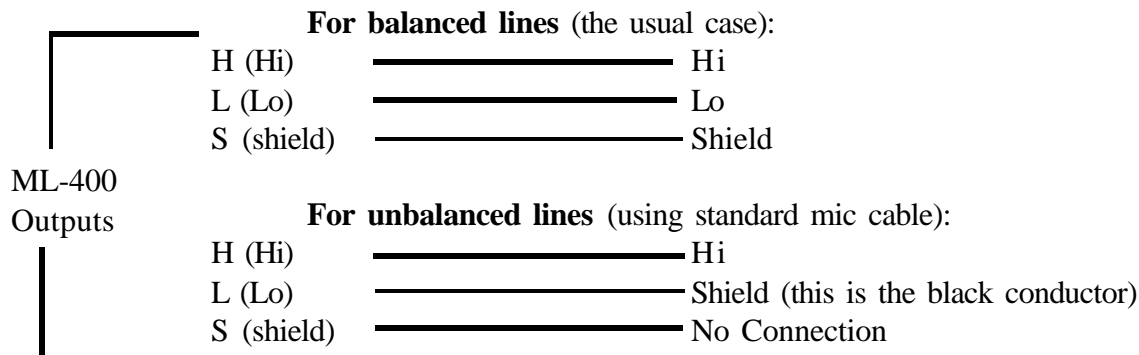 For balanced lines (the usual case):
H (Hi) Hi
L (Lo) Lo
S (shield) Shield
ML-400
Outputs
For unbalanced lines (using standard mic cable):
H (Hi) Hi
L (Lo) Shield (this is the black conductor)
S (shield) No Connection